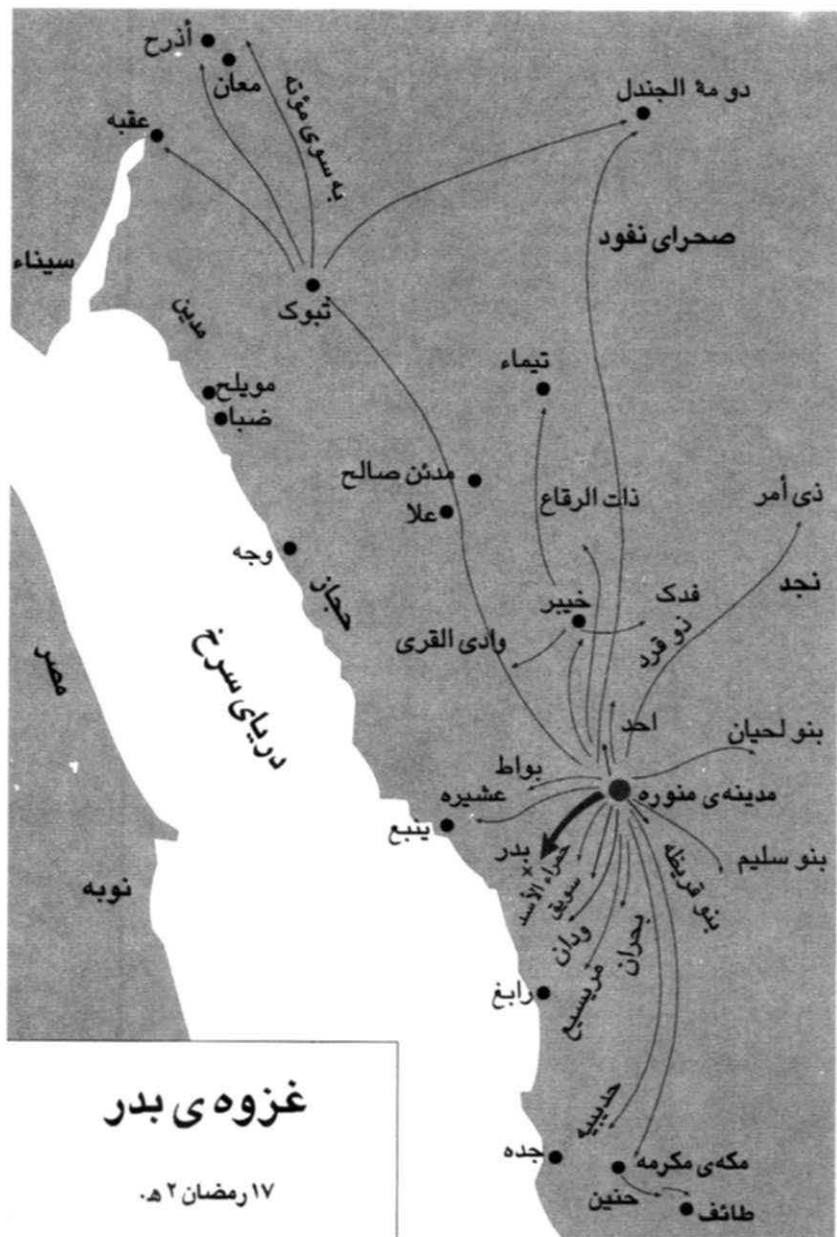 أذرح
معان
عقبه
به سوی مؤته
دو مة الجندل
صحرای نفود
سیناء
تبوک
مدین
تیماء
مویلح
ضبا
مدئن صالح
ذات الرقاع
ذی أمر
علا
وجه
نجد
حجاز
خیبر
فدک
ذو قرد
وادی القری
مصر
دریای سرخ
احد
بنو لحیان
بواط
عشیره
مدینه‌ی منوره
ینبع
بدر
x
حمراء الأسد
سویق
بنو قریظه
بنو سلیم
نوبه
ودان
بحران
مریسیع
رابغ
حدیبیه
جده
مکه‌ی مکرمه
حنین
طائف
غزوه ی بدر
۱۷ رمضان ۲ ه.